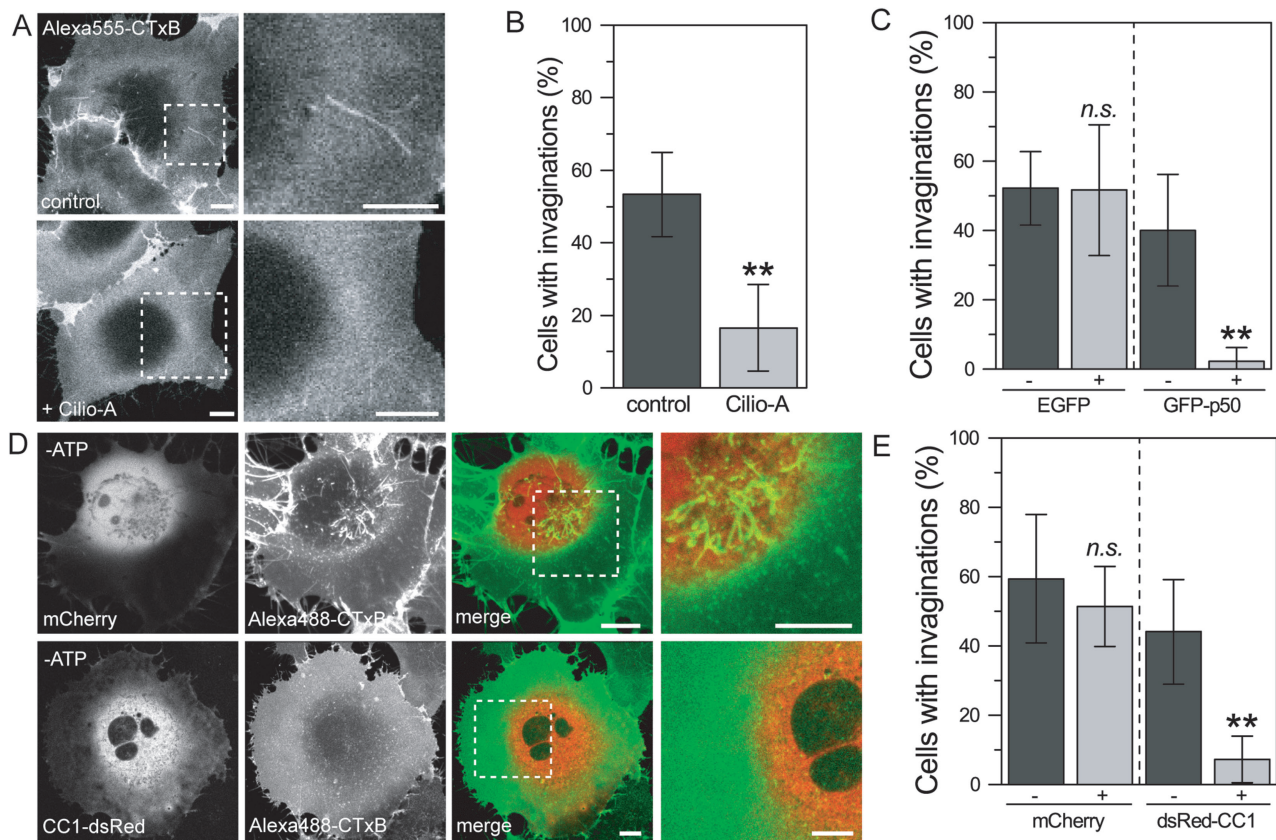 A
Alexa555-CTxB
control
+ Cilio-A
B
Cells with invaginations (%)
100
80
60
40
20
0
**
control
Cilio-A
C
Cells with invaginations (%)
100
80
60
40
20
0
n.s.
**
- + - +
EGFP
GFP-p50
D
-ATP
mCherry
Alexa488-CTxB
merge
-ATP
CC1-dsRed
Alexa488-CTxB
merge
E
Cells with invaginations (%)
100
80
60
40
20
0
n.s.
**
- + - +
mCherry
dsRed-CC1